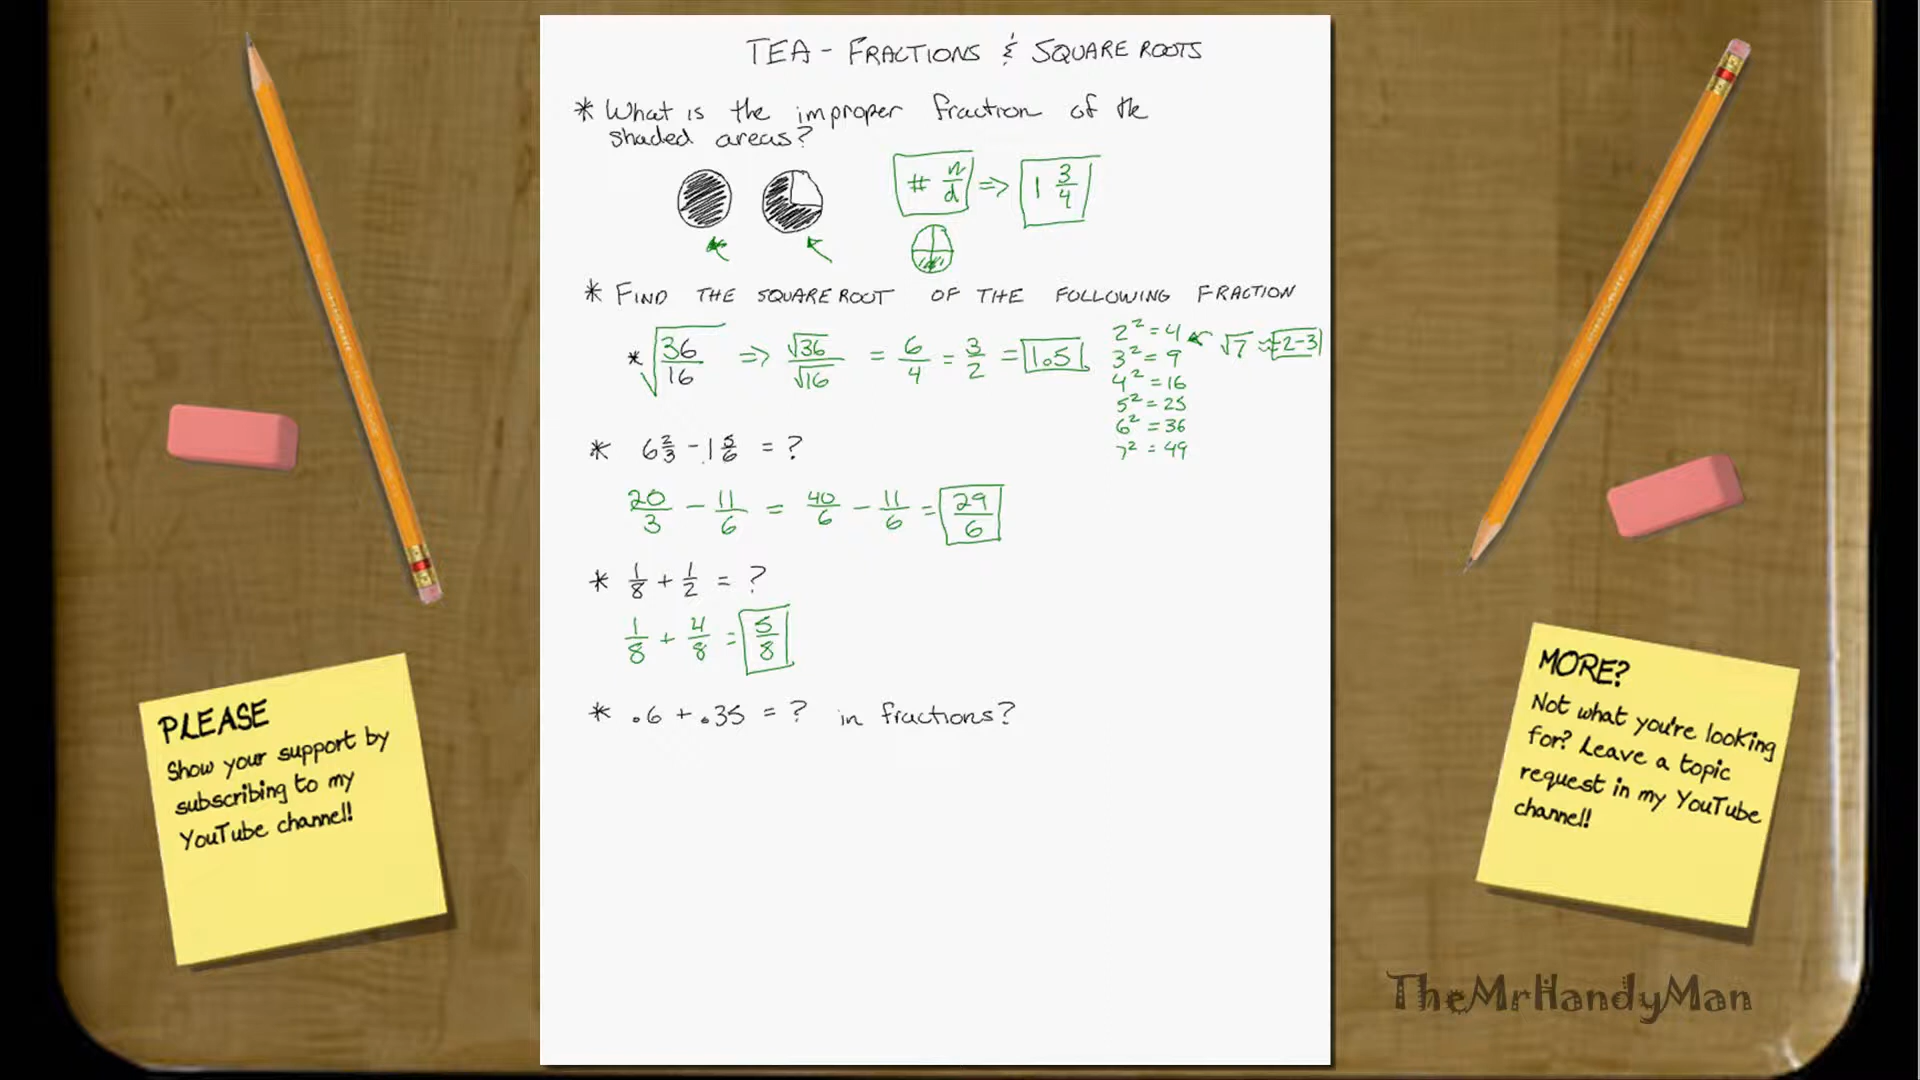 TEA - FRACTIONS & SQUARE ROOTS
* What is the improper fraction of the
shaded areas?
# n/d => 1 3/4
* FIND THE SQUARE ROOT OF THE FOLLOWING FRACTION
* √36/16 => √36/√16 = 6/4 = 3/2 = 1.5
2² = 4
√7 ≈ 2-3
3² = 9
4² = 16
5² = 25
6² = 36
7² = 49
* 6 2/3 - 1 5/6 = ?
20/3 - 11/6 = 40/6 - 11/6 = 29/6
* 1/8 + 1/2 = ?
1/8 + 4/8 = 5/8
* .6 + .35 = ? in fractions?
PLEASE
Show your support by
subscribing to my
YouTube channel!
MORE?
Not what you're looking
for? Leave a topic
request in my YouTube
channel!
TheMrHandyMan